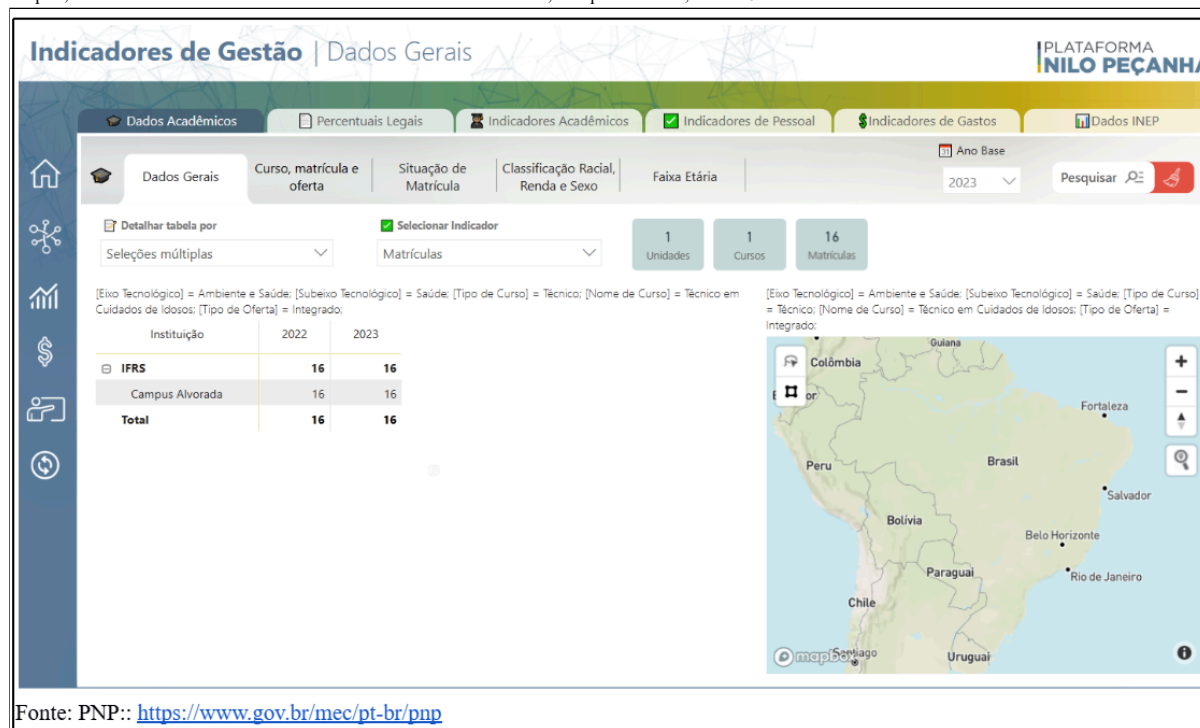 Indicadores de Gestão | Dados Gerais
PLATAFORMA
NILO PEÇANHA
Dados Acadêmicos
Percentuais Legais
Indicadores Acadêmicos
Indicadores de Pessoal
Indicadores de Gastos
Dados INEP
Dados Gerais
Curso, matrícula e
oferta
Situação de
Matrícula
Classificação Racial,
Renda e Sexo
Faixa Etária
Ano Base
2023
Pesquisar
Detalhar tabela por
Seleções múltiplas
Selecionar Indicador
Matrículas
1
Unidades
1
Cursos
16
Matrículas
[Eixo Tecnológico] = Ambiente e Saúde; [Subeixo Tecnológico] = Saúde; [Tipo de Curso] = Técnico; [Nome de Curso] = Técnico em
Cuidados de Idosos; [Tipo de Oferta] = Integrado;
Instituição 2022 2023
IFRS 16 16
Campus Alvorada 16 16
Total 16 16
[Eixo Tecnológico] = Ambiente e Saúde; [Subeixo Tecnológico] = Saúde; [Tipo de Curso]
= Técnico; [Nome de Curso] = Técnico em Cuidados de Idosos; [Tipo de Oferta] =
Integrado;
Guiana
Colômbia
Fortaleza
Peru
Brasil
Salvador
Bolívia
Belo Horizonte
Paraguai
Rio de Janeiro
Chile
mapbox
Santiago
Uruguai
Fonte: PNP:: https://www.gov.br/mec/pt-br/pnp